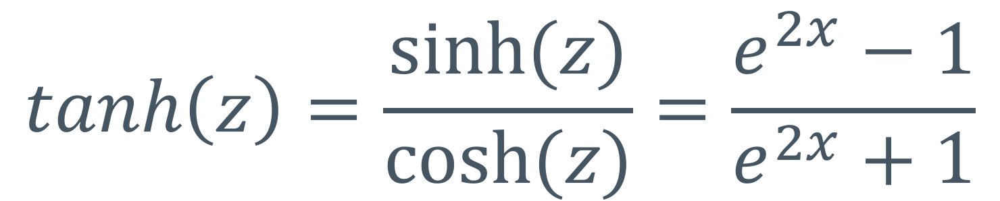 tanh(z) = sinh(z) / cosh(z) = e^{2x} − 1 / e^{2x} + 1